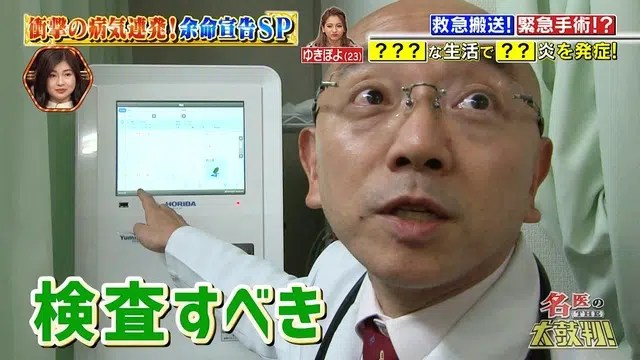 衝撃の病気連発!余命宣告SP
ゆきぽよ(23)
救急搬送!緊急手術!?
???な生活で??炎を発症!
HORIBA
Yumi
検査すべき
名医の
太鼓判!